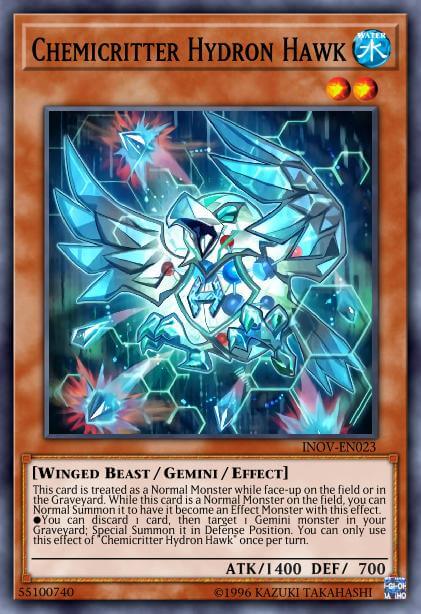 Chemicritter Hydron Hawk
WATER
水
H
INOV-EN023
[Winged Beast / Gemini / Effect]
This card is treated as a Normal Monster while face-up on the field or in
the Graveyard. While this card is a Normal Monster on the field, you can
Normal Summon it to have it become an Effect Monster with this effect.
●You can discard 1 card, then target 1 Gemini monster in your
Graveyard; Special Summon it in Defense Position. You can only use
this effect of "Chemicritter Hydron Hawk" once per turn.
ATK/1400 DEF/ 700
55100740
©1996 KAZUKI TAKAHASHI